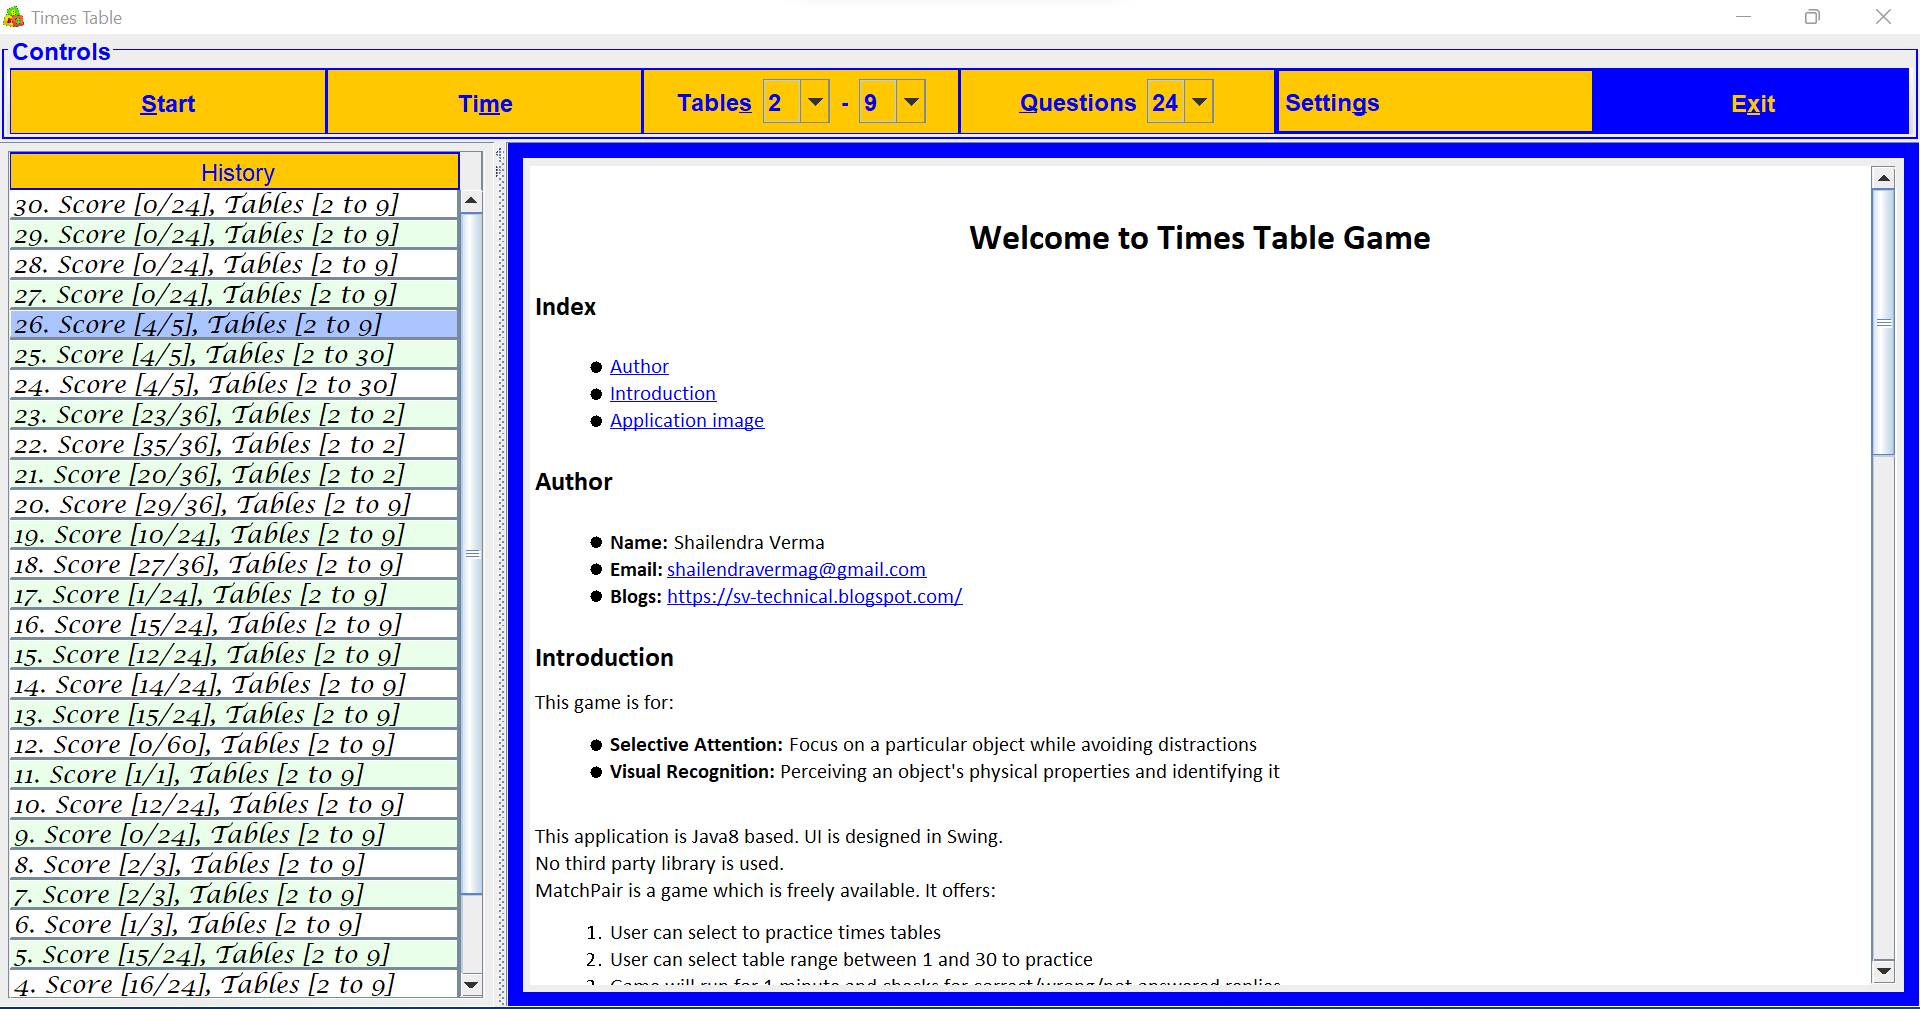 Times Table
Controls
Start
Time
Tables 2 - 9
Questions 24
Settings
Exit
History
30. Score [0/24], Tables [2 to 9]
29. Score [0/24], Tables [2 to 9]
28. Score [0/24], Tables [2 to 9]
27. Score [0/24], Tables [2 to 9]
26. Score [4/5], Tables [2 to 9]
25. Score [4/5], Tables [2 to 30]
24. Score [4/5], Tables [2 to 30]
23. Score [23/36], Tables [2 to 2]
22. Score [35/36], Tables [2 to 2]
21. Score [20/36], Tables [2 to 2]
20. Score [29/36], Tables [2 to 9]
19. Score [10/24], Tables [2 to 9]
18. Score [27/36], Tables [2 to 9]
17. Score [1/24], Tables [2 to 9]
16. Score [15/24], Tables [2 to 9]
15. Score [12/24], Tables [2 to 9]
14. Score [14/24], Tables [2 to 9]
13. Score [15/24], Tables [2 to 9]
12. Score [0/60], Tables [2 to 9]
11. Score [1/1], Tables [2 to 9]
10. Score [12/24], Tables [2 to 9]
9. Score [0/24], Tables [2 to 9]
8. Score [2/3], Tables [2 to 9]
7. Score [2/3], Tables [2 to 9]
6. Score [1/3], Tables [2 to 9]
5. Score [15/24], Tables [2 to 9]
4. Score [16/24], Tables [2 to 9]
Welcome to Times Table Game
Index
Author
Introduction
Application image
Author
Name: Shailendra Verma
Email: shailendravermag@gmail.com
Blogs: https://sv-technical.blogspot.com/
Introduction
This game is for:
Selective Attention: Focus on a particular object while avoiding distractions
Visual Recognition: Perceiving an object's physical properties and identifying it
This application is Java8 based. UI is designed in Swing.
No third party library is used.
MatchPair is a game which is freely available. It offers:
1. User can select to practice times tables
2. User can select table range between 1 and 30 to practice